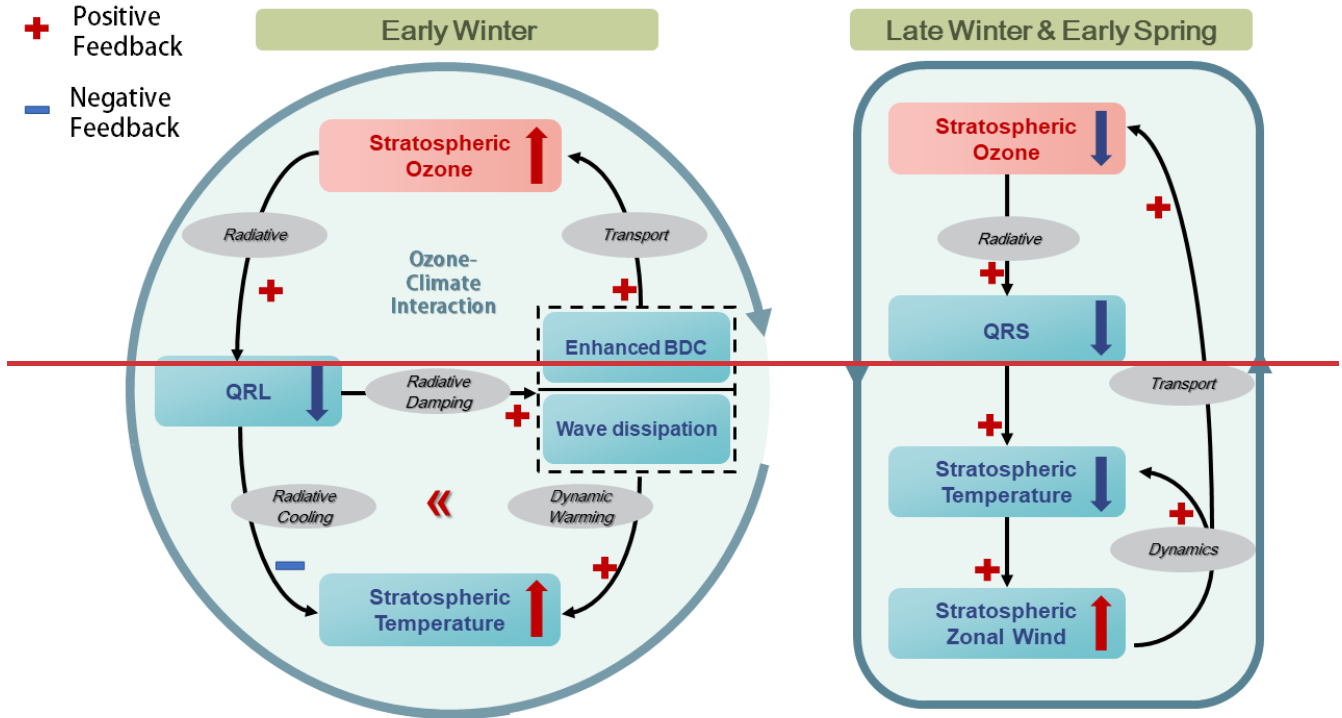 Positive
Feedback
Negative
Feedback
Early Winter
Stratospheric
Ozone
Radiative
Transport
Ozone-
Climate
Interaction
Enhanced BDC
QRL
Radiative
Damping
Wave dissipation
Radiative
Cooling
«
Dynamic
Warming
Stratospheric
Temperature
Late Winter & Early Spring
Stratospheric
Ozone
Radiative
QRS
Transport
Stratospheric
Temperature
Dynamics
Stratospheric
Zonal Wind